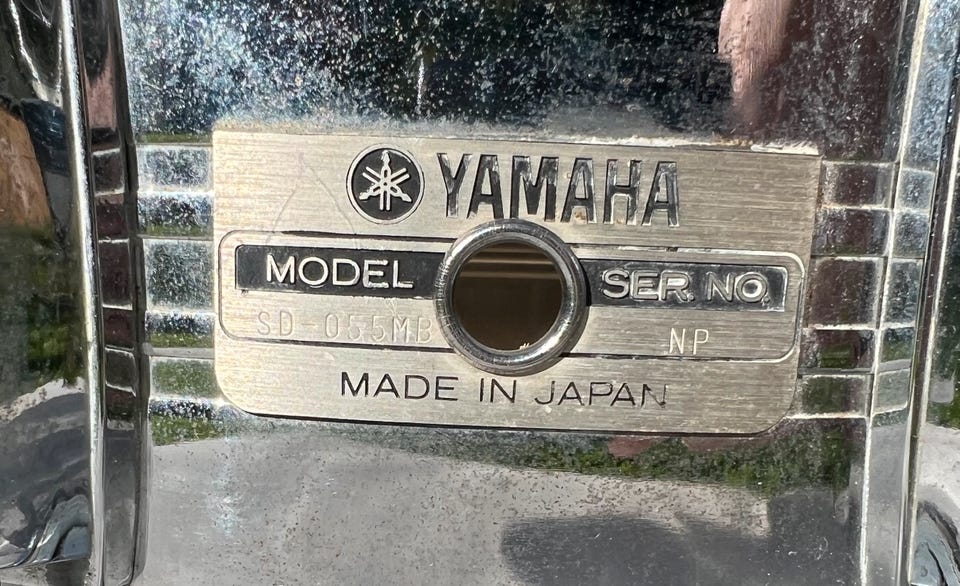 YAMAHA
MODEL SER. NO.
SD-055MB NP
MADE IN JAPAN